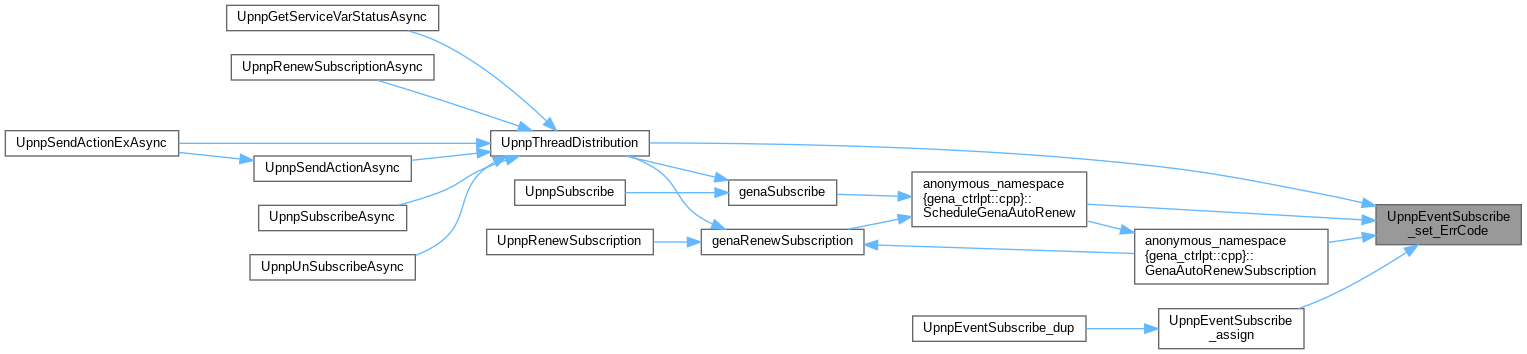 UpnpGetServiceVarStatusAsync
UpnpRenewSubscriptionAsync
UpnpSendActionExAsync
UpnpThreadDistribution
UpnpSendActionAsync
UpnpSubscribe
genaSubscribe
anonymous_namespace
{gena_ctrlpt::cpp}::
ScheduleGenaAutoRenew
UpnpSubscribeAsync
UpnpEventSubscribe
_set_ErrCode
UpnpRenewSubscription
genaRenewSubscription
anonymous_namespace
{gena_ctrlpt::cpp}::
GenaAutoRenewSubscription
UpnpUnSubscribeAsync
UpnpEventSubscribe_dup
UpnpEventSubscribe
_assign